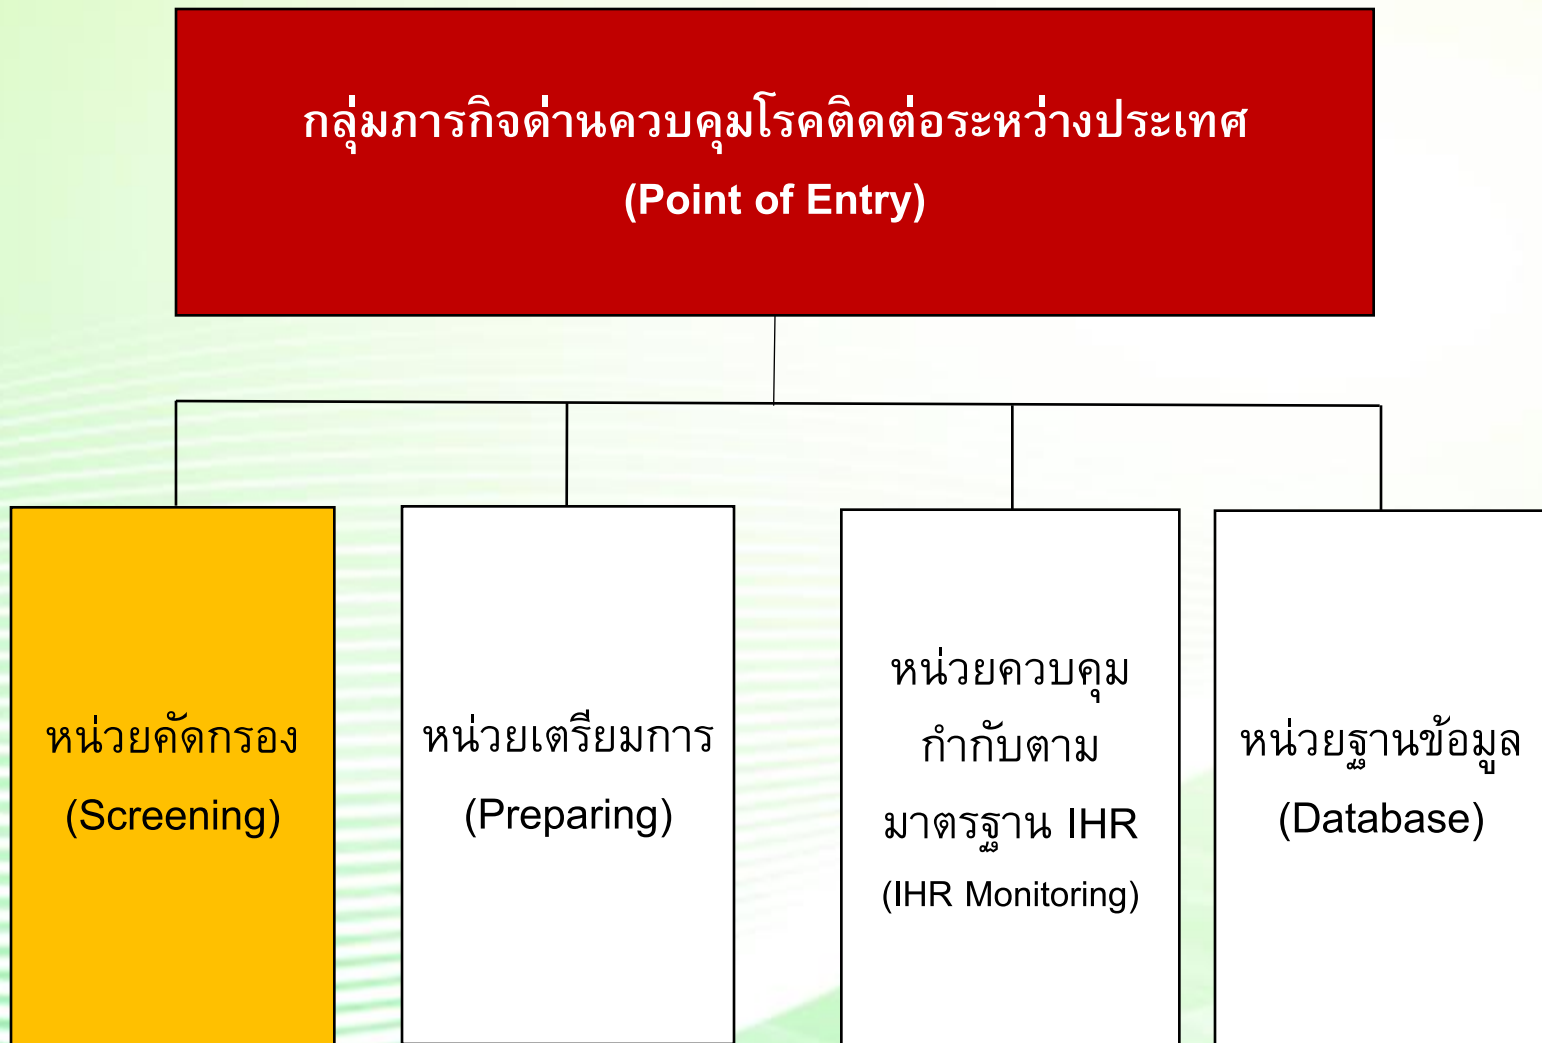 กลุ่มภารกิจด่านควบคุมโรคติดต่อระหว่างประเทศ
(Point of Entry)
หน่วยคัดกรอง
(Screening)
หน่วยเตรียมการ
(Preparing)
หน่วยควบคุม
กำกับตาม
มาตรฐาน IHR
(IHR Monitoring)
หน่วยฐานข้อมูล
(Database)